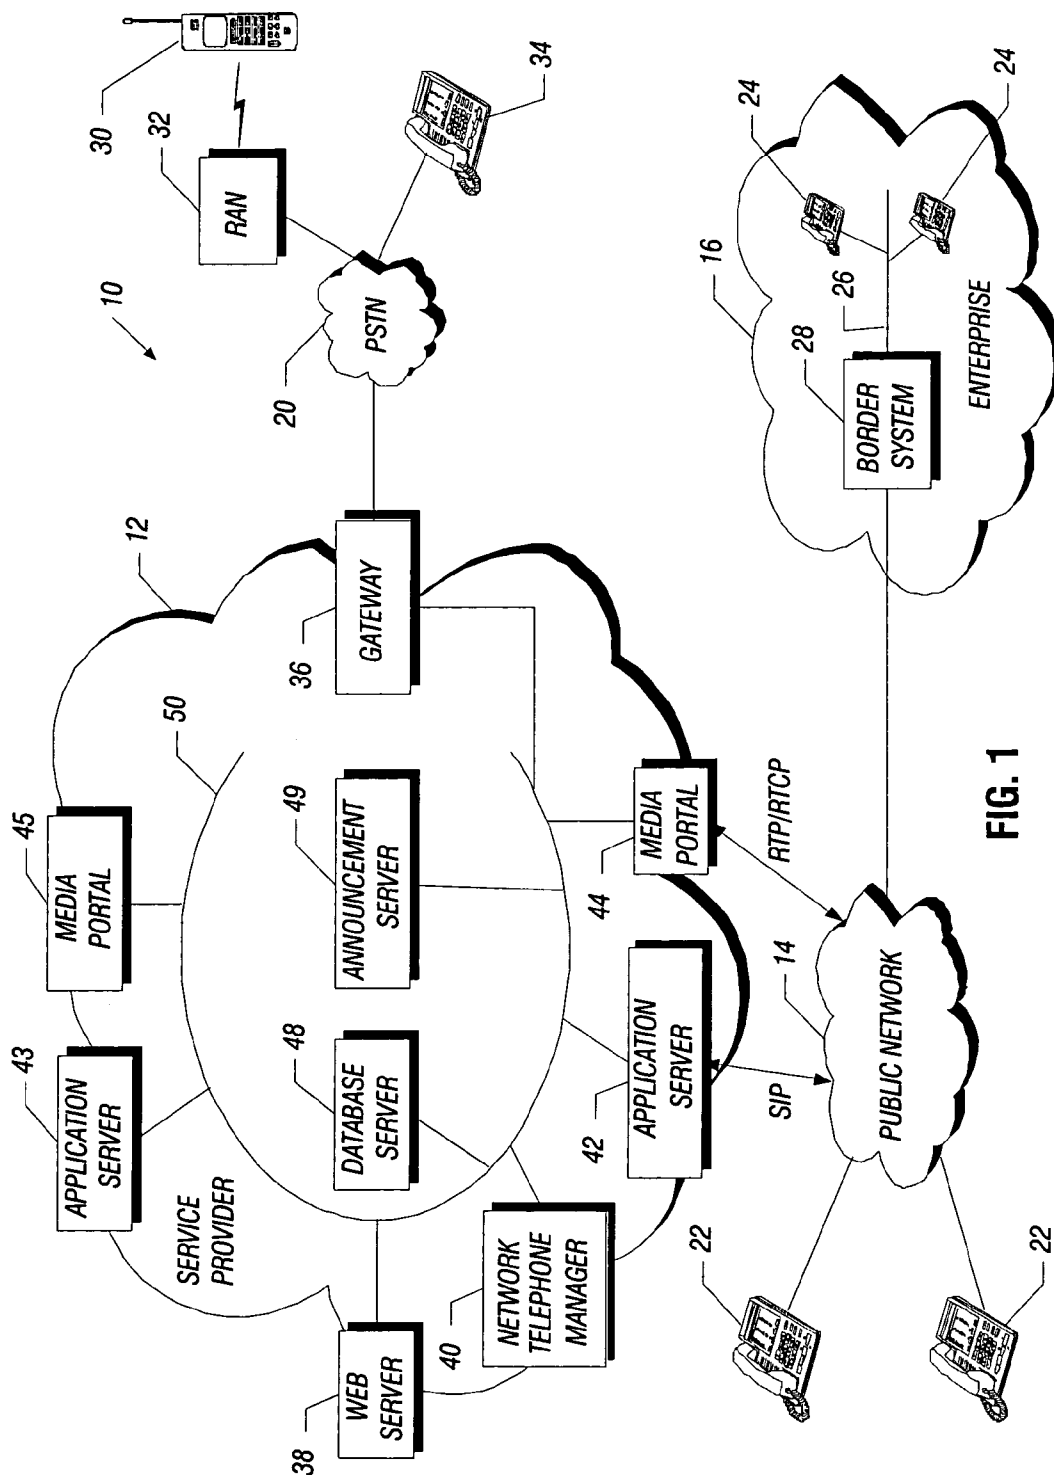 43
45
APPLICATION
SERVER
MEDIA
PORTAL
30
32
10
12
50
SERVICE
PROVIDER
RAN
38
WEB
SERVER
48
49
36
20
DATABASE
SERVER
ANNOUNCEMENT
SERVER
GATEWAY
PSTN
34
40
NETWORK
TELEPHONE
MANAGER
42
44
APPLICATION
SERVER
MEDIA
PORTAL
22
SIP
14
RTP/RTCP
16
24
28
26
BORDER
SYSTEM
PUBLIC NETWORK
ENTERPRISE
24
22
FIG. 1